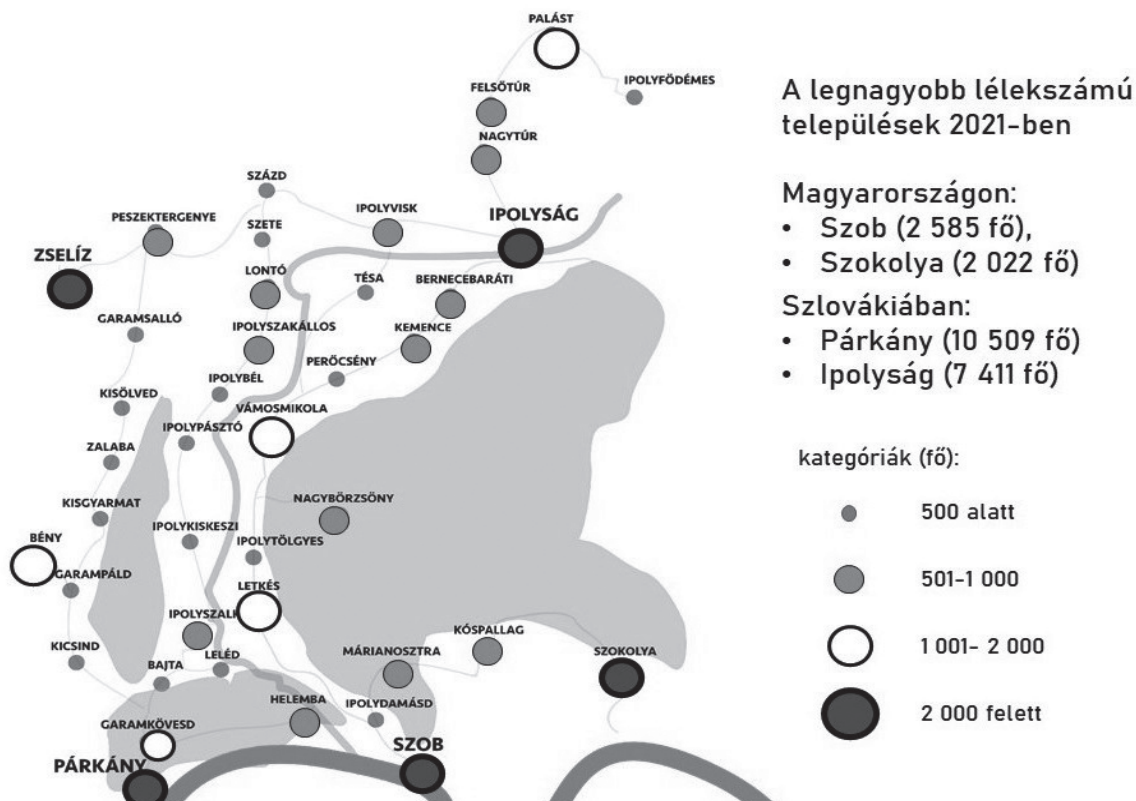 PALÁST
IPOLYFÖDÉMES
FELSŐTÚR
NAGYTÚR
SZÁZD
PESZEKTERGENYE
IPOLYVISK
IPOLYSÁG
SZETE
ZSELÍZ
LONTÓ
TÉSA
BERNECEBARÁTI
GARAMSALLÓ
IPOLYSZAKÁLLOS
KEMENCE
PERŐCSÉNY
IPOLYBÉL
KISÖLVED
VÁMOSMIKOLA
IPOLYPÁSZTÓ
ZALABA
NAGYBÖRZSÖNY
KISGYARMAT
IPOLYKISKESZI
BÉNY
IPOLYTÖLGYES
GARAMPÁLD
LETKÉS
IPOLYSZALK
KICSIND
BAJTA
LELÉD
MÁRIANOSZTRA
KÓSPALLAG
SZOKOLYA
HELEMBA
IPOLYDAMÁSD
GARAMKÖVESD
SZOB
PÁRKÁNY
A legnagyobb lélekszámú
települések 2021-ben
Magyarországon:
• Szob (2 585 fő),
• Szokolya (2 022 fő)
Szlovákiában:
• Párkány (10 509 fő)
• Ipolyság (7 411 fő)
kategóriák (fő):
500 alatt
501-1 000
1 001- 2 000
2 000 felett